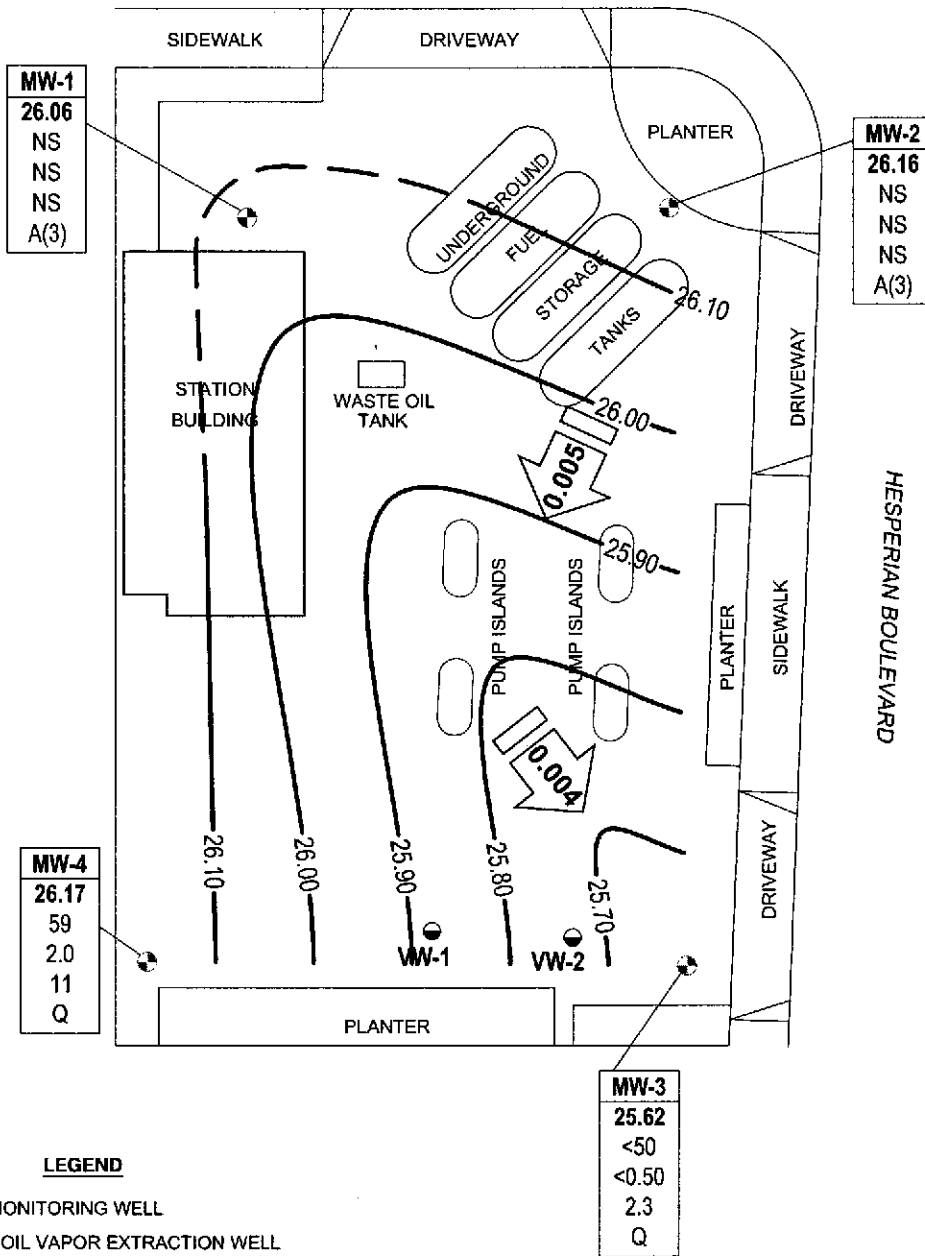 SIDEWALK
DRIVEWAY
MW-1
26.06
NS
NS
NS
A(3)
PLANTER
MW-2
26.16
NS
NS
NS
A(3)
UNDERGROUND
FUEL
STORAGE
TANKS
26.10
STATION
BUILDING
WASTE OIL
TANK
26.00
0.005
DRIVEWAY
25.90
PUMP ISLANDS
PUMP ISLANDS
PLANTER
SIDEWALK
HESPERIAN BOULEVARD
0.004
MW-4
26.17
59
2.0
11
Q
26.10
26.00
25.90
25.80
25.70
DRIVEWAY
VW-1
VW-2
PLANTER
MW-3
25.62
<50
<0.50
2.3
Q
LEGEND
MONITORING WELL
OIL VAPOR EXTRACTION WELL